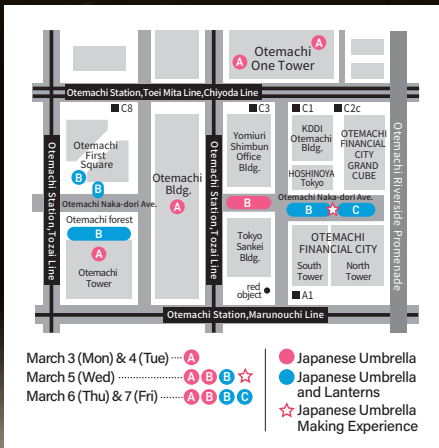 A
A
Otemachi
One Tower
Otemachi Station,Toei Mita Line,Chiyoda Line
C8
C3
C1
C2c
Otemachi
First
Square
B
B
Otemachi Naka-dori Ave.
Otemachi forest
B
A
Otemachi
Tower
Otemachi Station,Tozai Line
Otemachi
Bldg.
A
Otemachi Station,Tozai Line
Yomiuri
Shimbun
Office
Bldg.
B
Tokyo
Sankei
Bldg.
red
object
KDDI
Otemachi
Bldg.
HOSHINOYA
Tokyo
OTEMACHI
FINANCIAL
CITY
GRAND
CUBE
Otemachi Naka-dori Ave.
B
C
OTEMACHI
FINANCIAL CITY
South
Tower
North
Tower
A1
Otemachi Riverside Promenade
Otemachi Station,Marunouchi Line
March 3 (Mon) & 4 (Tue) ···· A
March 5 (Wed) ···················· A B B
March 6 (Thu) & 7 (Fri) ········ A B B C
Japanese Umbrella
Japanese Umbrella
and Lanterns
Japanese Umbrella
Making Experience